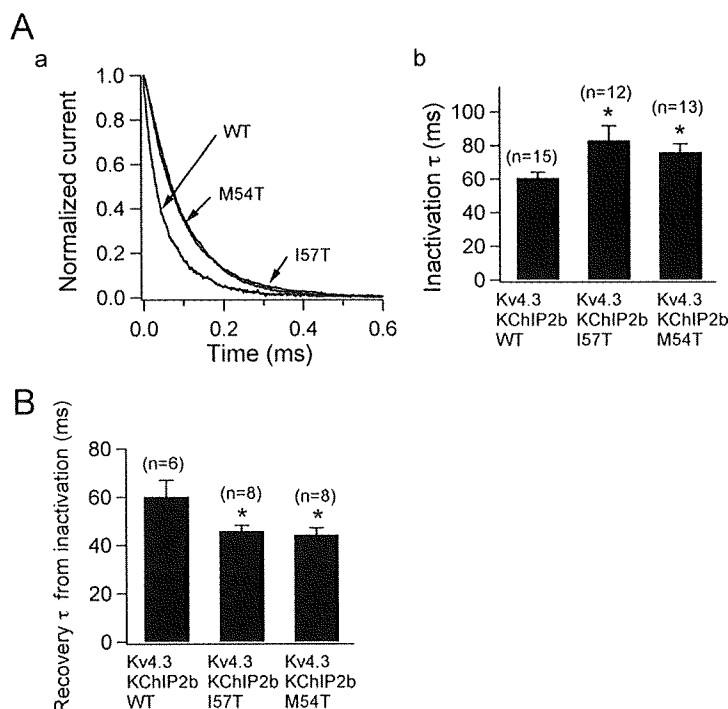 A
a
Normalized current
1.0
0.8
0.6
0.4
0.2
0.0
WT
M54T
I57T
0.0 0.2 0.4 0.6
Time (ms)
b
Inactivation τ (ms)
100
80
60
40
20
0
(n=15)
(n=12)
*
(n=13)
*
Kv4.3 Kv4.3 Kv4.3
KChIP2b KChIP2b KChIP2b
WT I57T M54T
B
Recovery τ from inactivation (ms)
80
60
40
20
0
(n=6)
(n=8)
*
(n=8)
*
Kv4.3 Kv4.3 Kv4.3
KChIP2b KChIP2b KChIP2b
WT I57T M54T